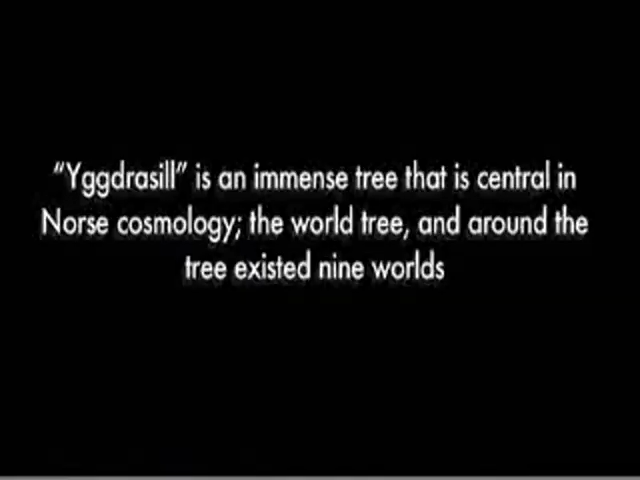 “Yggdrasill” is an immense tree that is central in
Norse cosmology; the world tree, and around the
tree existed nine worlds